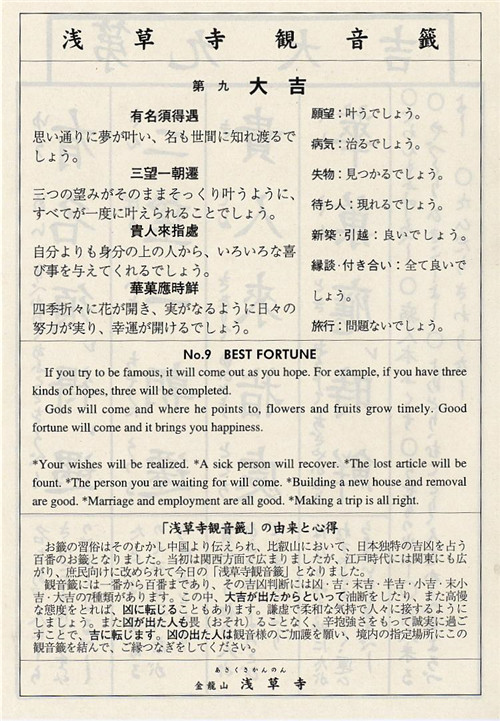 浅草寺観音籤
第九 大吉
有名須得遇
思い通りに夢が叶い、名も世間に知れ渡るで
しょう。
三望一朝遷
三つの望みがそのままそっくり叶うように、
すべてが一度に叶えられることでしょう。
貴人來指處
自分よりも身分の上の人から、いろいろな喜
び事を与えてくれるでしょう。
華菓應時鮮
四季折々に花が開き、実がなるように日々の
努力が実り、幸運が開けるでしょう。
願望：叶うでしょう。
病気：治るでしょう。
失物：見つかるでしょう。
待ち人：現れるでしょう。
新築・引越：良いでしょう。
縁談・付き合い：全て良いで
しょう。
旅行：問題ないでしょう。
No.9 BEST FORTUNE
If you try to be famous, it will come out as you hope. For example, if you have three
kinds of hopes, three will be completed.
Gods will come and where he points to, flowers and fruits grow timely. Good
fortune will come and it brings you happiness.
*Your wishes will be realized. *A sick person will recover. *The lost article will be
fount. *The person you are waiting for will come. *Building a new house and removal
are good. *Marriage and employment are all good. *Making a trip is all right.
「浅草寺観音籤」の由来と心得
お籤の習俗はそのむかし中国より伝えられ、比叡山において、日本独特の吉凶を占う
百番のお籤となりました。当初は関西方面で広まりましたが、江戸時代には関東にも広
がり、庶民向けに改められて今日の「浅草寺観音籤」となりました。
観音籤には一番から百番まであり、その吉凶判断には凶・吉・末吉・半吉・小吉・末小
吉・大吉の7種類があります。この中、大吉が出たからといって油断をしたり、また高慢
な態度をとれば、凶に転じることもあります。謙虚で柔和な気持で人々に接するように
しましょう。また凶が出た人も畏（おそれ）ることなく、辛抱強さをもって誠実に過ご
すことで、吉に転じます。凶の出た人は観音様のご加護を願い、境内の指定場所にこの
観音籤を結んで、ご縁つなぎをしてください。
あさくさかんのん
金龍山 浅草寺